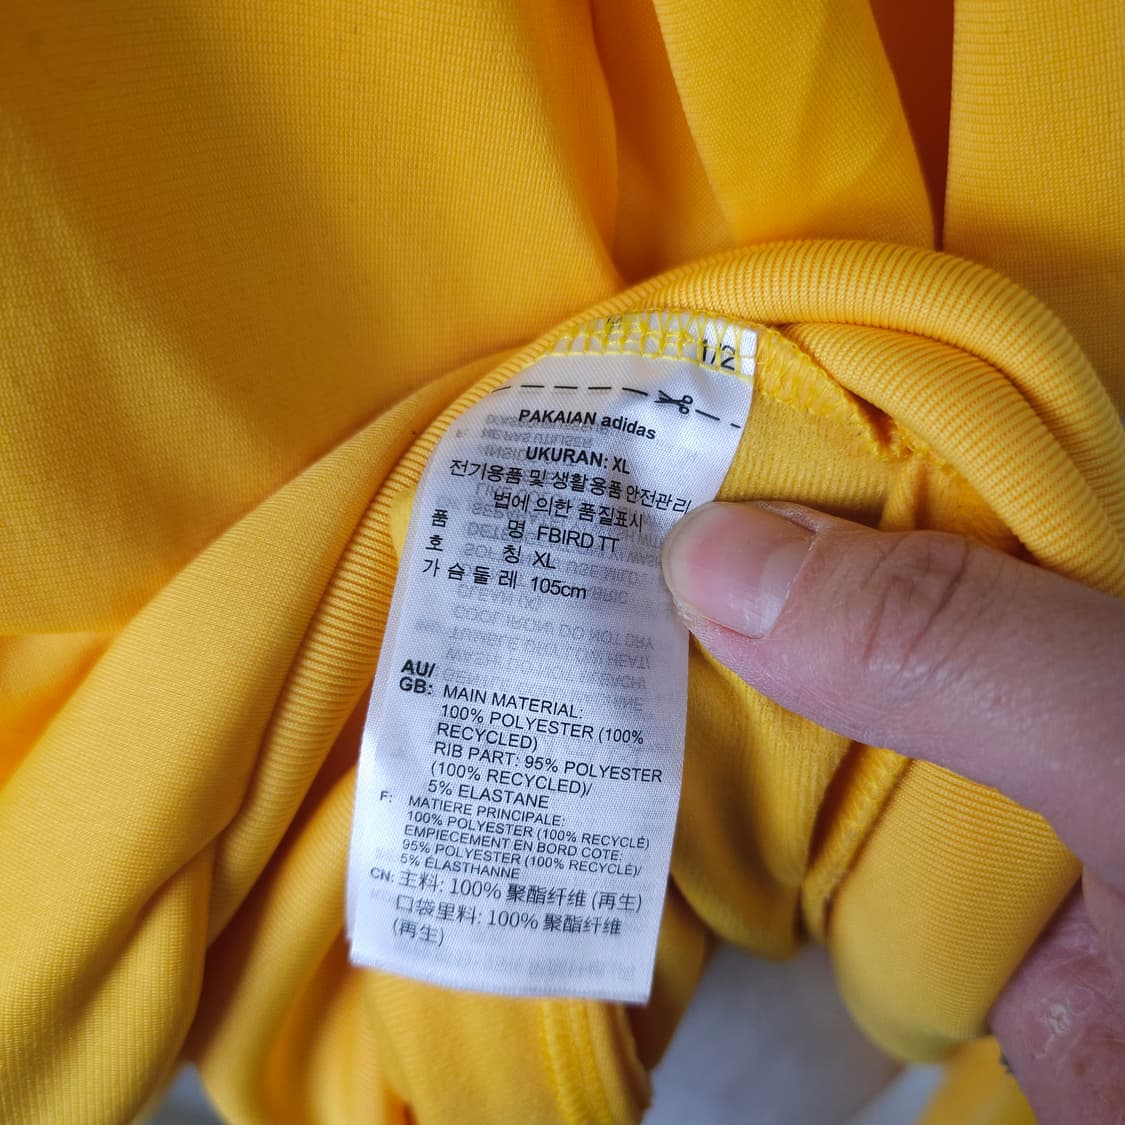 1/2
PAKAIAN adidas
UKURAN: XL
전기용품 및 생활용품 안전관리
법에 의한 품질표시
품 명 FBIRD TT
호 칭 XL
가 슴 둘 레 105cm
AU/
GB: MAIN MATERIAL:
100% POLYESTER (100%
RECYCLED)
RIB PART: 95% POLYESTER
(100% RECYCLED)/
5% ELASTANE
F: MATIERE PRINCIPALE:
100% POLYESTER (100% RECYCLÉ)
EMPIECEMENT EN BORD COTE:
95% POLYESTER (100% RECYCLÉ)/
5% ÉLASTHANNE
CN: 主料: 100% 聚酯纤维 (再生)
口袋里料: 100% 聚酯纤维
(再生)